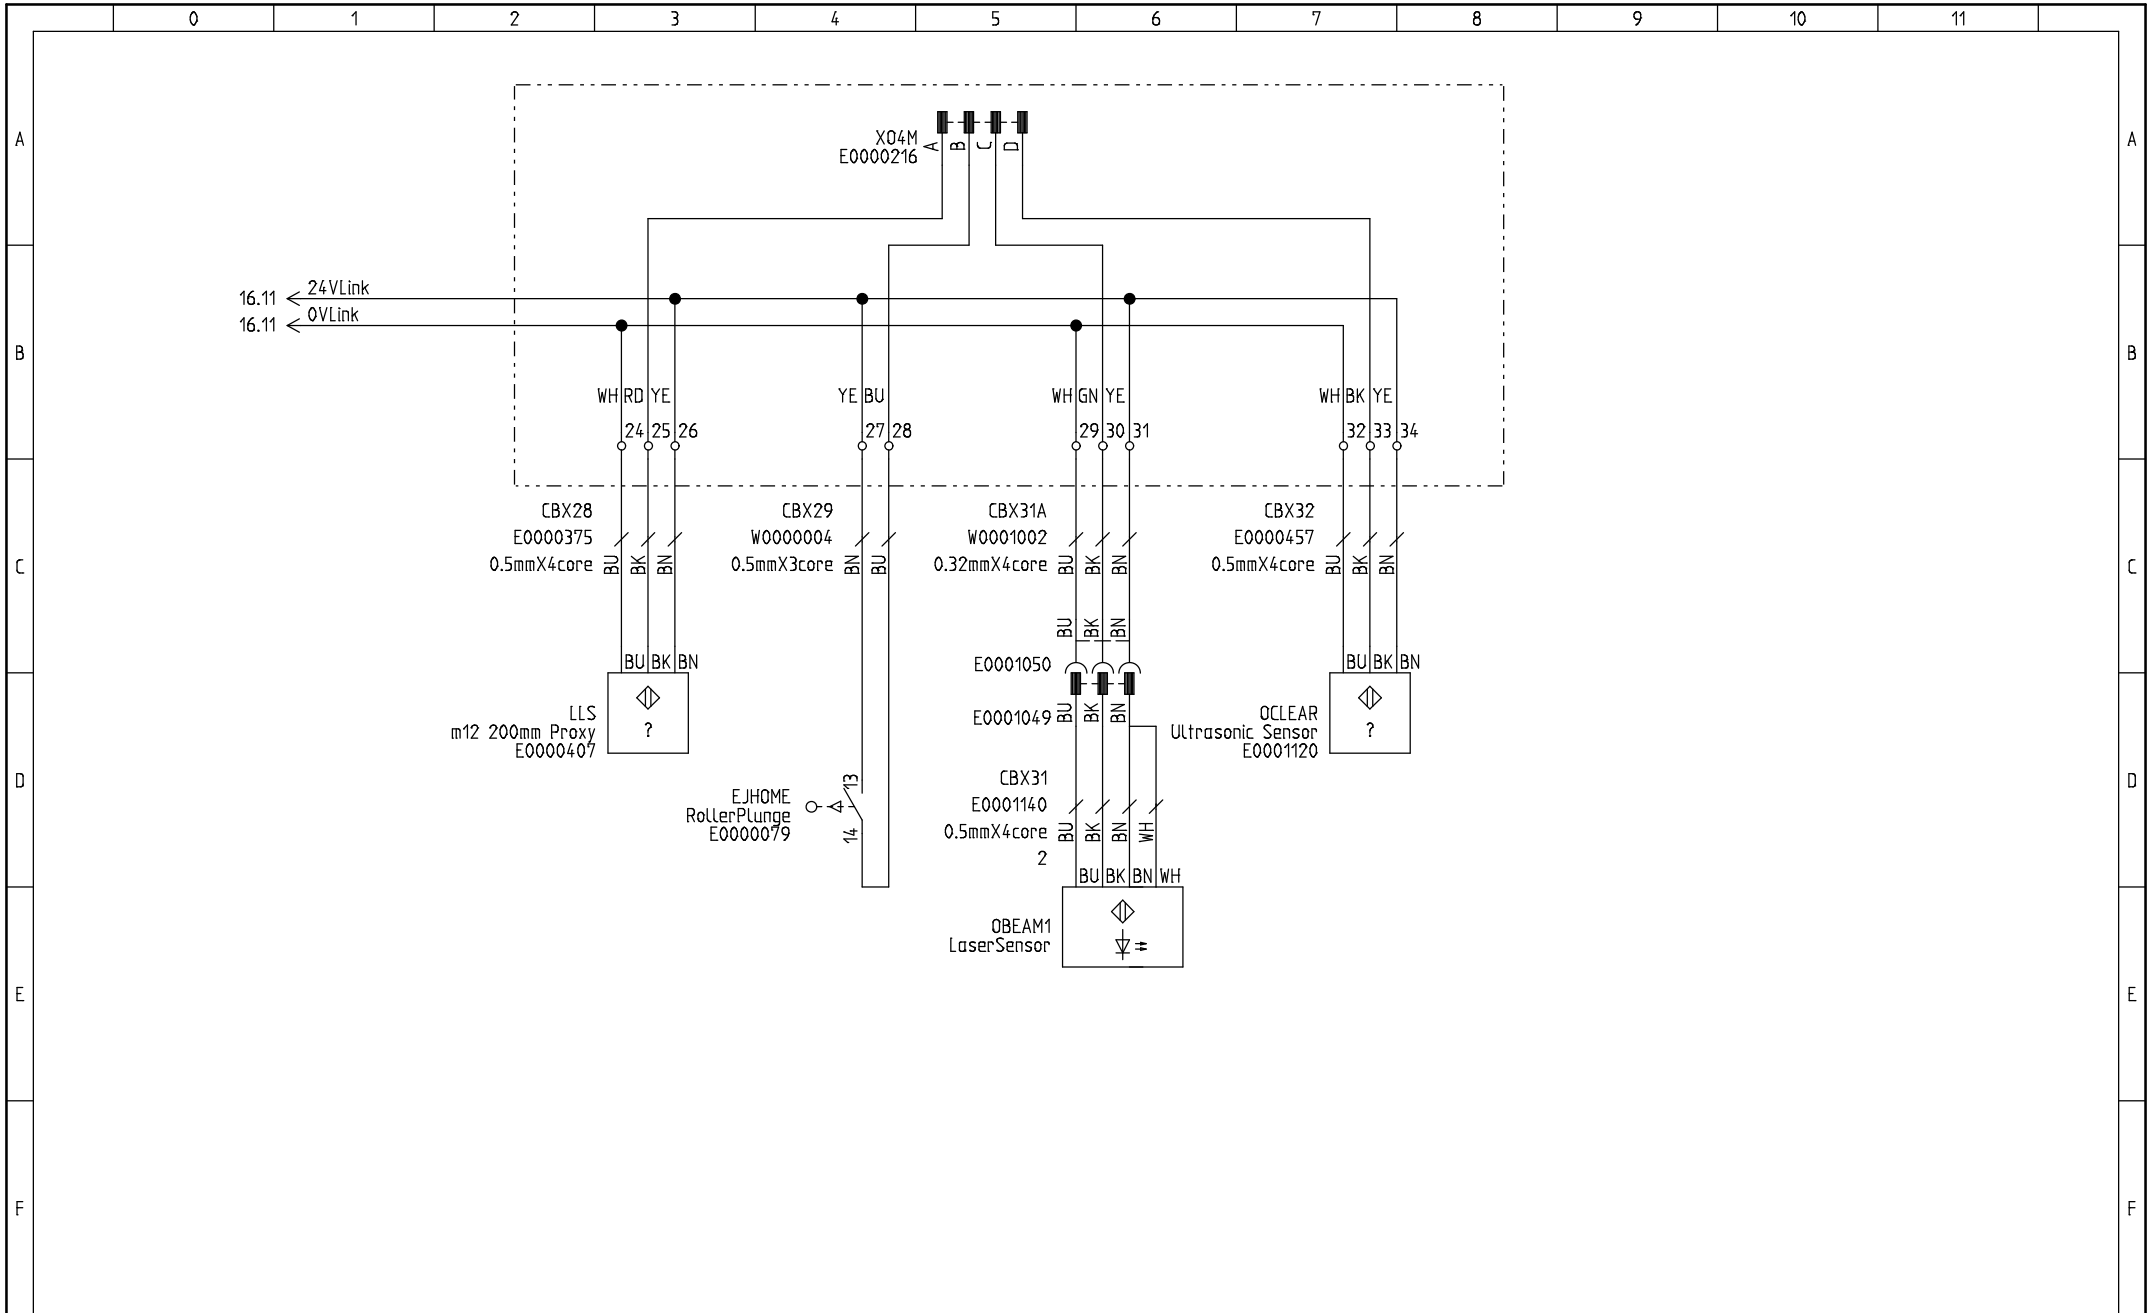 0 1 2 3 4 5 6 7 8 9 10 11
A A
X04M
E0000216
A B C D
16.11 24VLink
16.11 0VLink
B B
WH RD YE YE BU WH GN YE WH BK YE
24 25 26 27 28 29 30 31 32 33 34
CBX28 CBX29 CBX31A CBX32
E0000375 W0000004 W0001002 E0000457
C C
0.5mmX4core BU BK BN 0.5mmX3core BN BU 0.32mmX4core BU BK BN 0.5mmX4core BU BK BN
BU BK BN
E0001050
BU BK BN BU BK BN
E0001049 BU BK BN
LLS
m12 200mm Proxy
E0000407
?
OCLEAR
Ultrasonic Sensor
E0001120
?
D D
EJHOME
RollerPlunge
E0000079
13
14
CBX31
E0001140
0.5mmX4core BU BK BN WH
2
BU BK BN WH
OBEAM1
LaserSensor
E E
F F